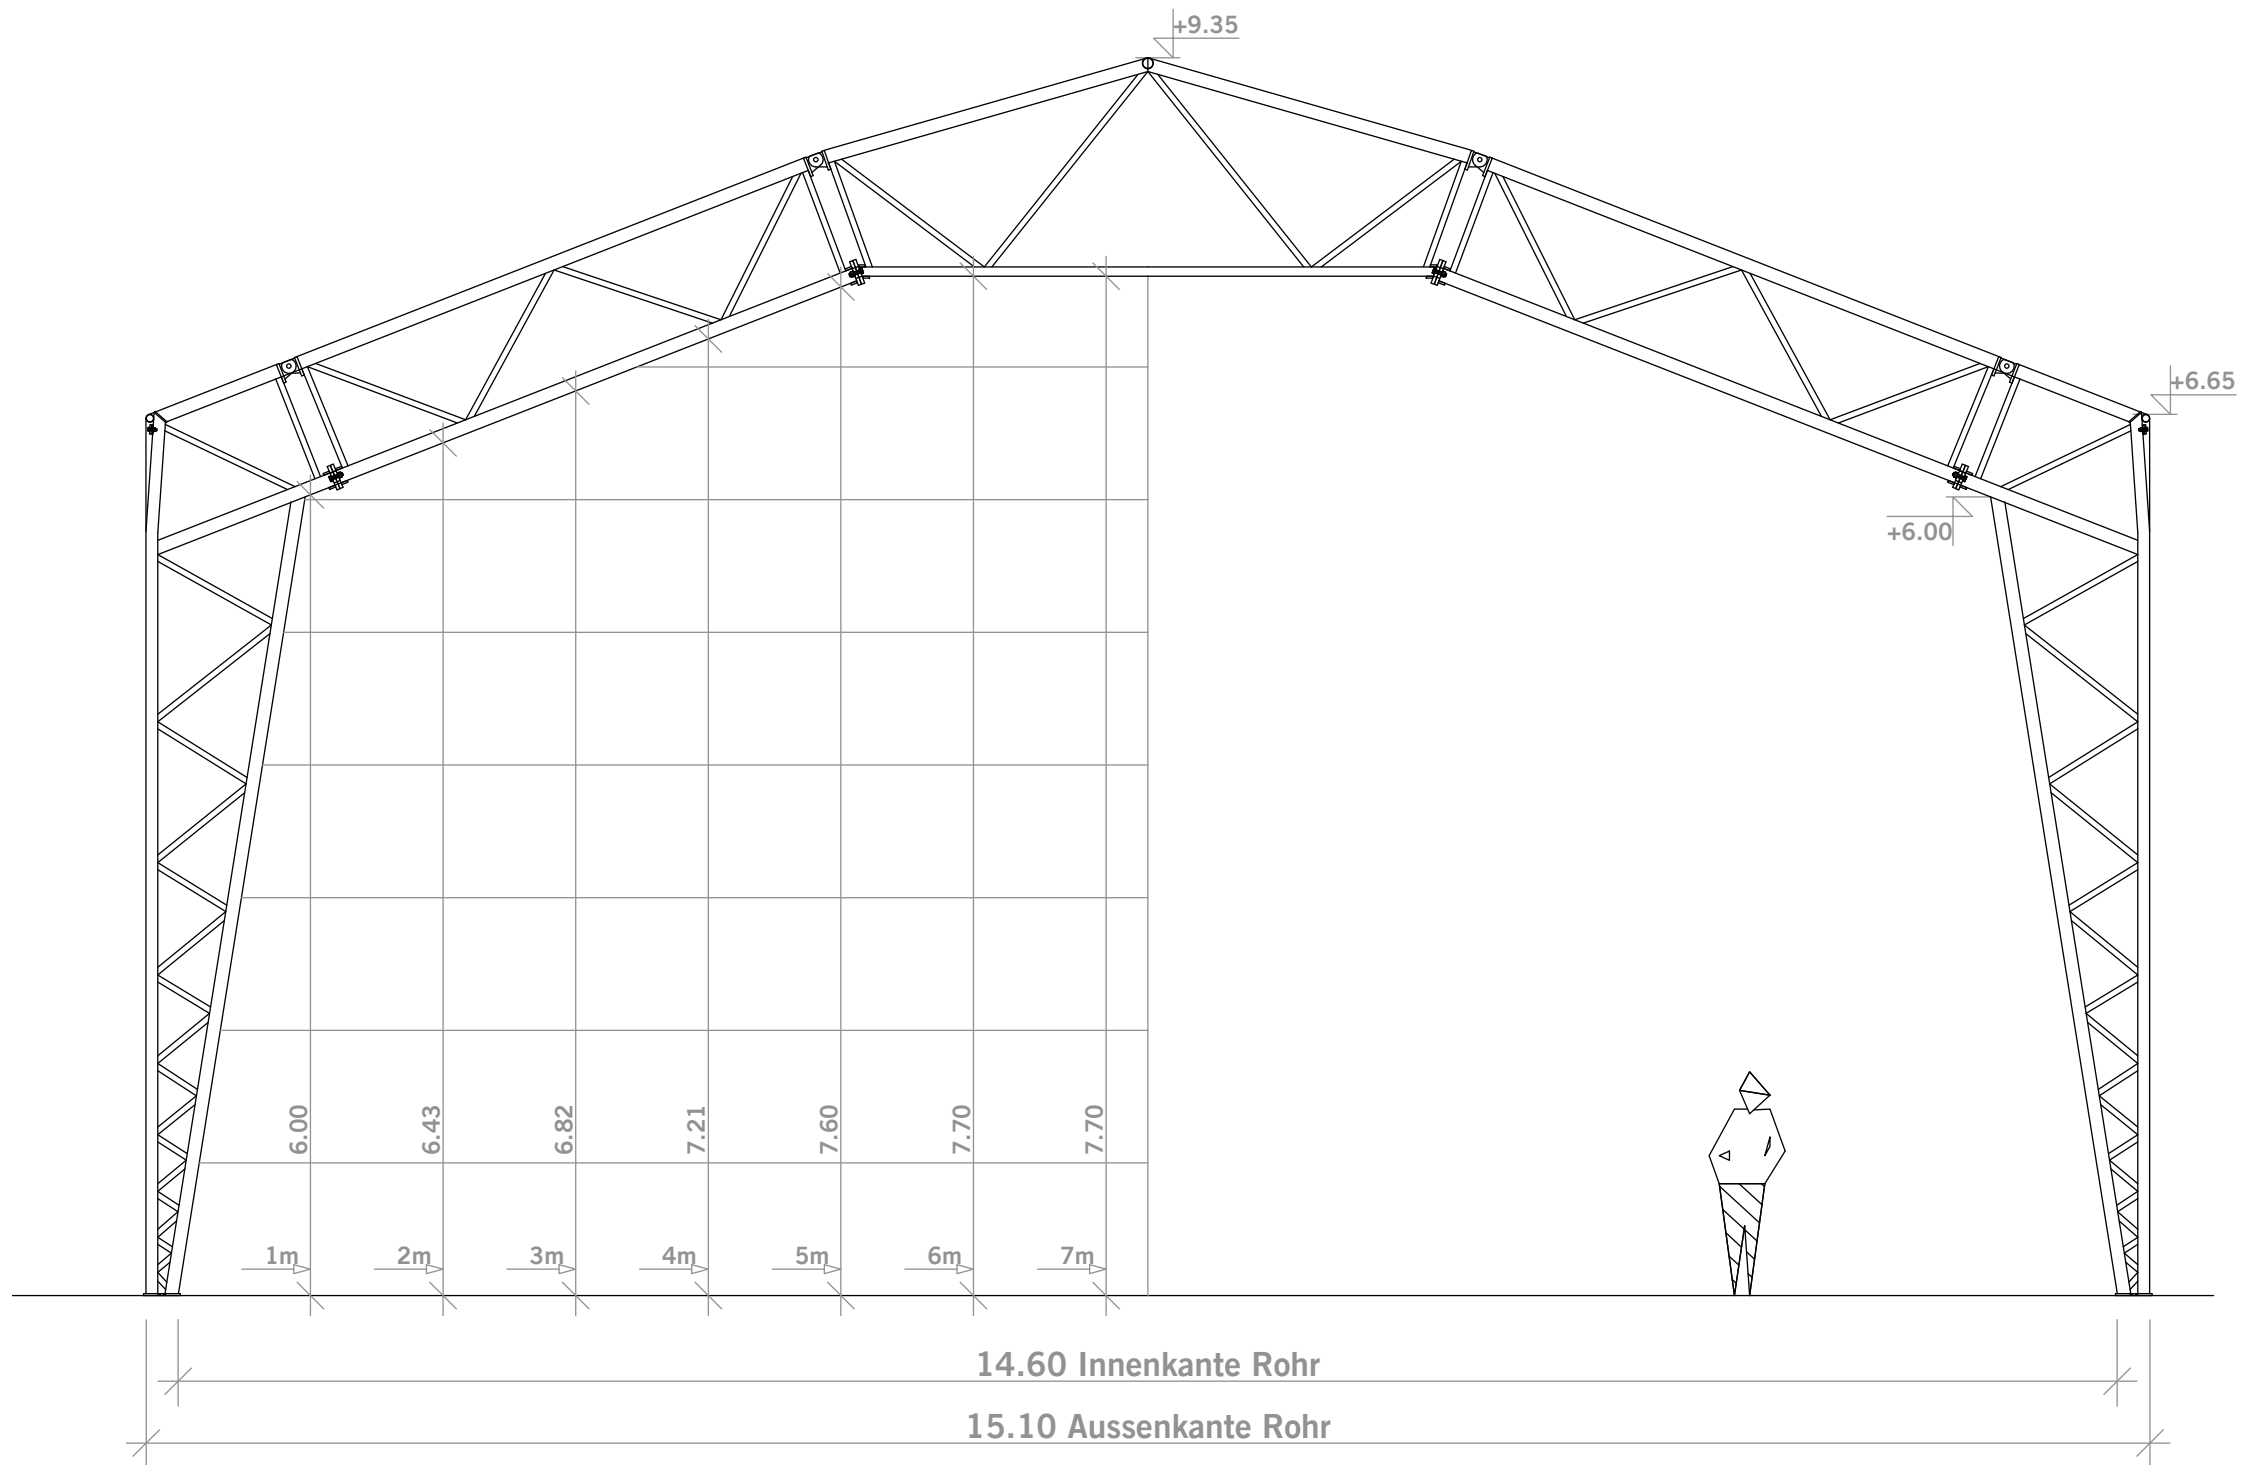 +9.35
+6.65
+6.00
6.00
6.43
6.82
7.21
7.60
7.70
7.70
1m
2m
3m
4m
5m
6m
7m
14.60 Innenkante Rohr
15.10 Aussenkante Rohr